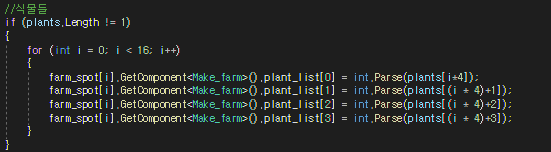 //식물들
if (plants.Length != 1)
{
for (int i = 0; i < 16; i++)
{
farm_spot[i].GetComponent<Make_farm>().plant_list[0] = int.Parse(plants[i*4]);
farm_spot[i].GetComponent<Make_farm>().plant_list[1] = int.Parse(plants[(i * 4)+1]);
farm_spot[i].GetComponent<Make_farm>().plant_list[2] = int.Parse(plants[(i * 4)+2]);
farm_spot[i].GetComponent<Make_farm>().plant_list[3] = int.Parse(plants[(i * 4)+3]);
}
}